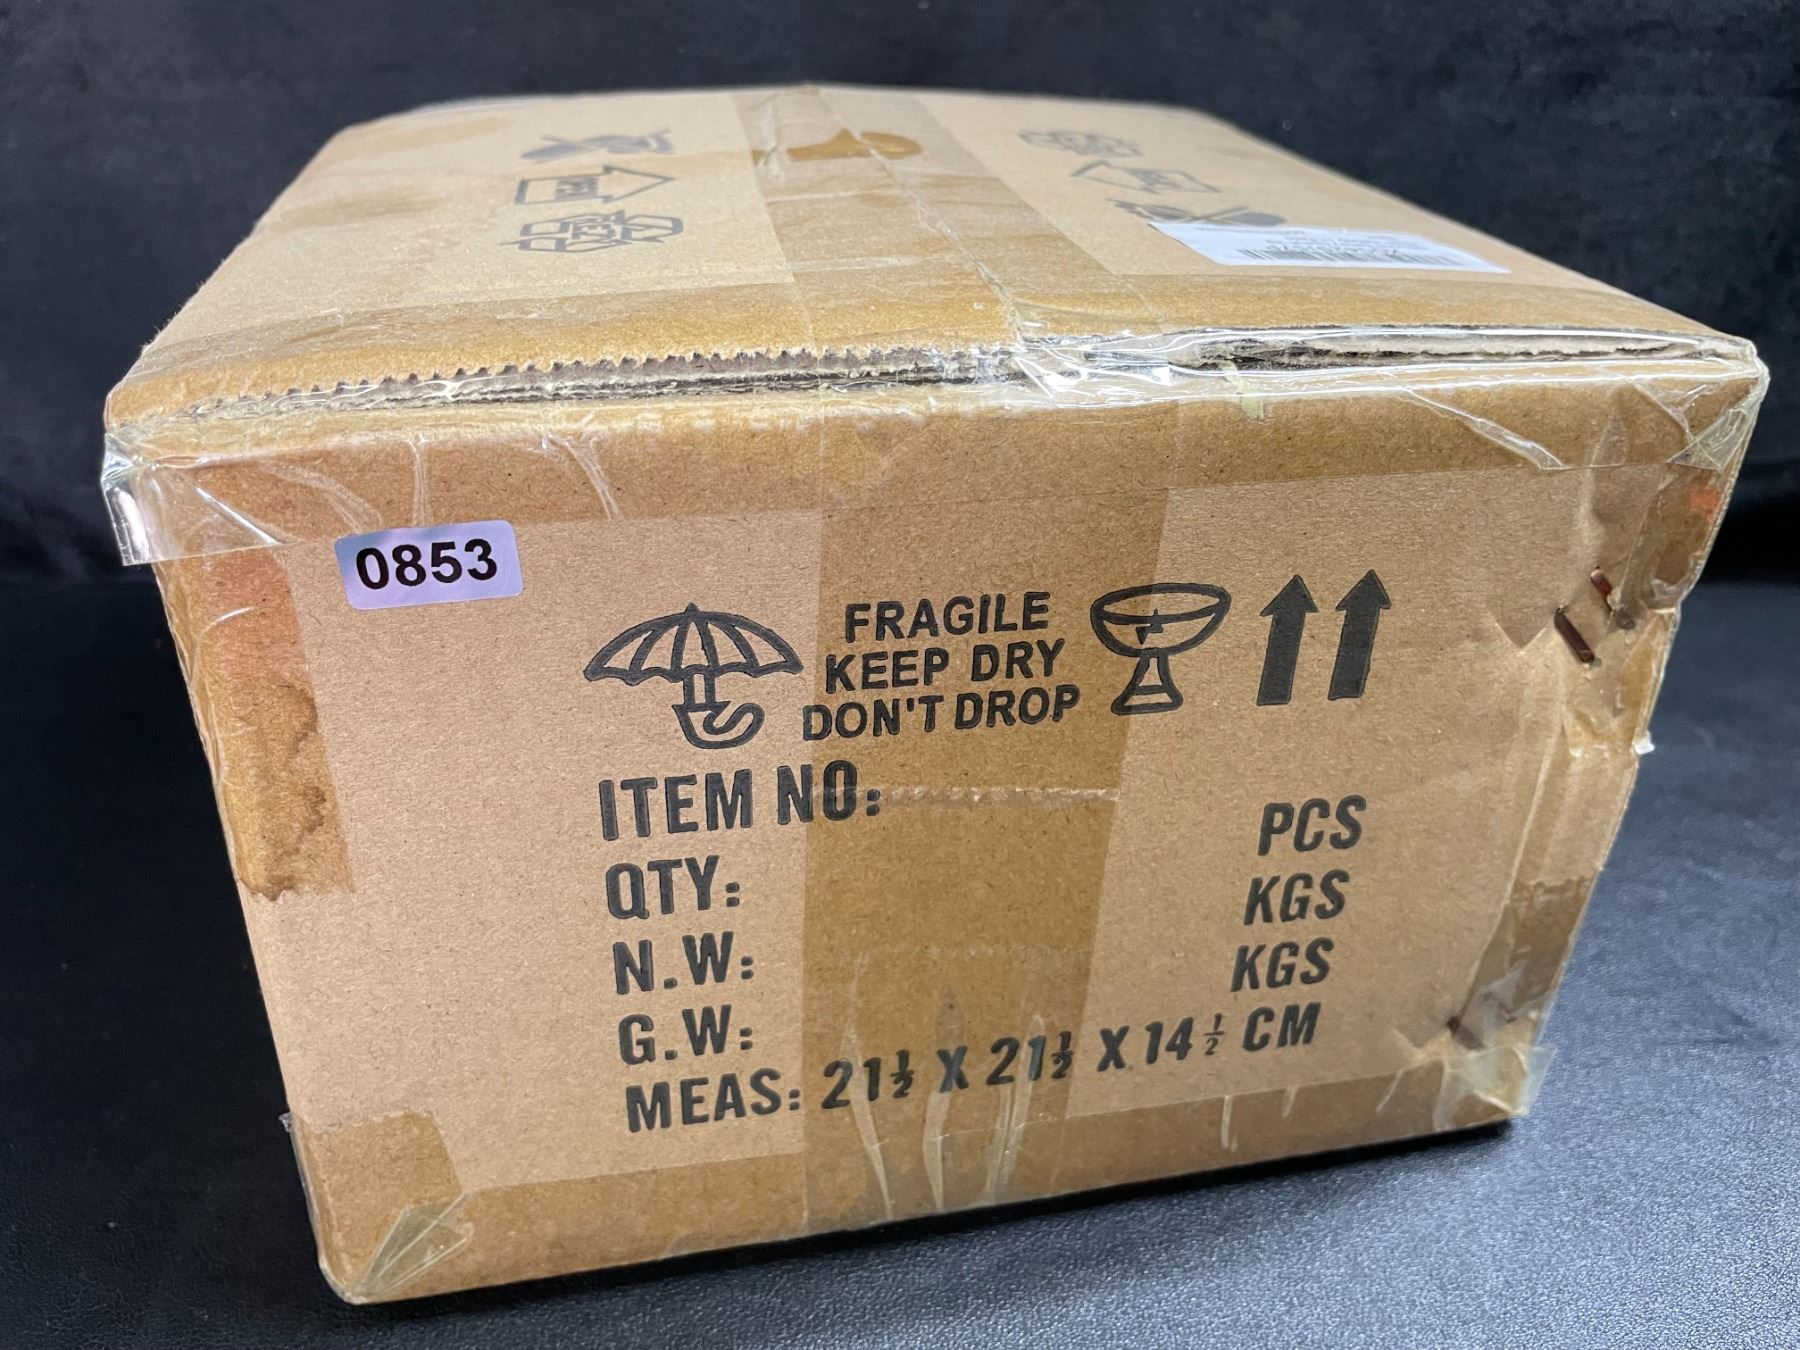 0853
FRAGILE
KEEP DRY
DON'T DROP
ITEM NO:
QTY: PCS
N.W: KGS
G.W: KGS
MEAS: 21½ X 21½ X 14½ CM